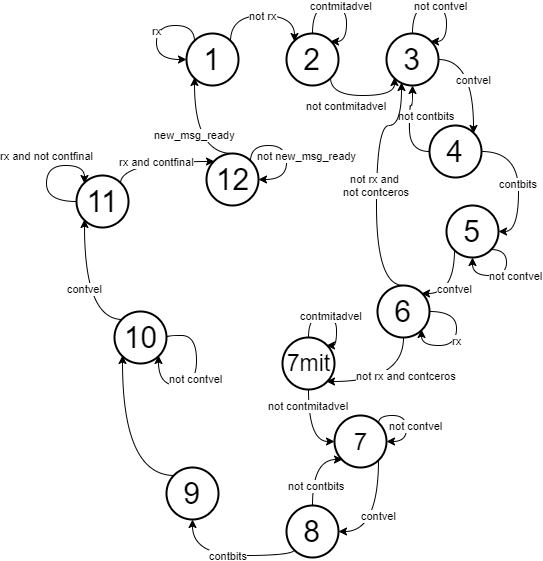 contmitadvel
not contvel
not rx
rx
1
2
3
contvel
not contmitadvel
not contbits
new_msg_ready
4
rx and not contfinal
rx and contfinal
not new_msg_ready
12
not rx and
not contceros
contbits
11
5
not contvel
contvel
contvel
6
contmitadvel
10
rx
7mit
not contvel
not rx and contceros
not contmitadvel
not contvel
7
not contbits
9
contvel
8
contbits